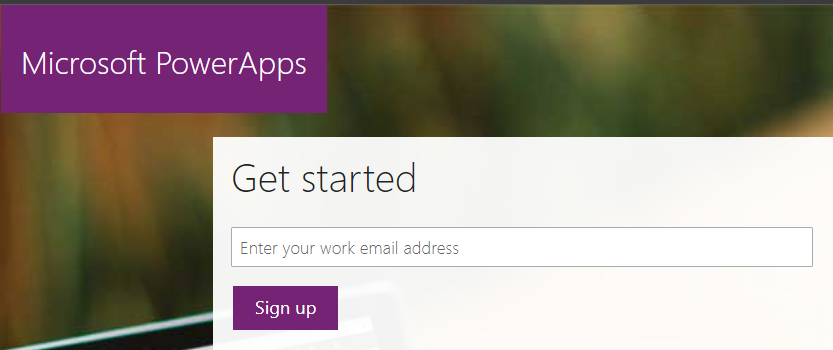 Microsoft PowerApps
Get started
Enter your work email address
Sign up